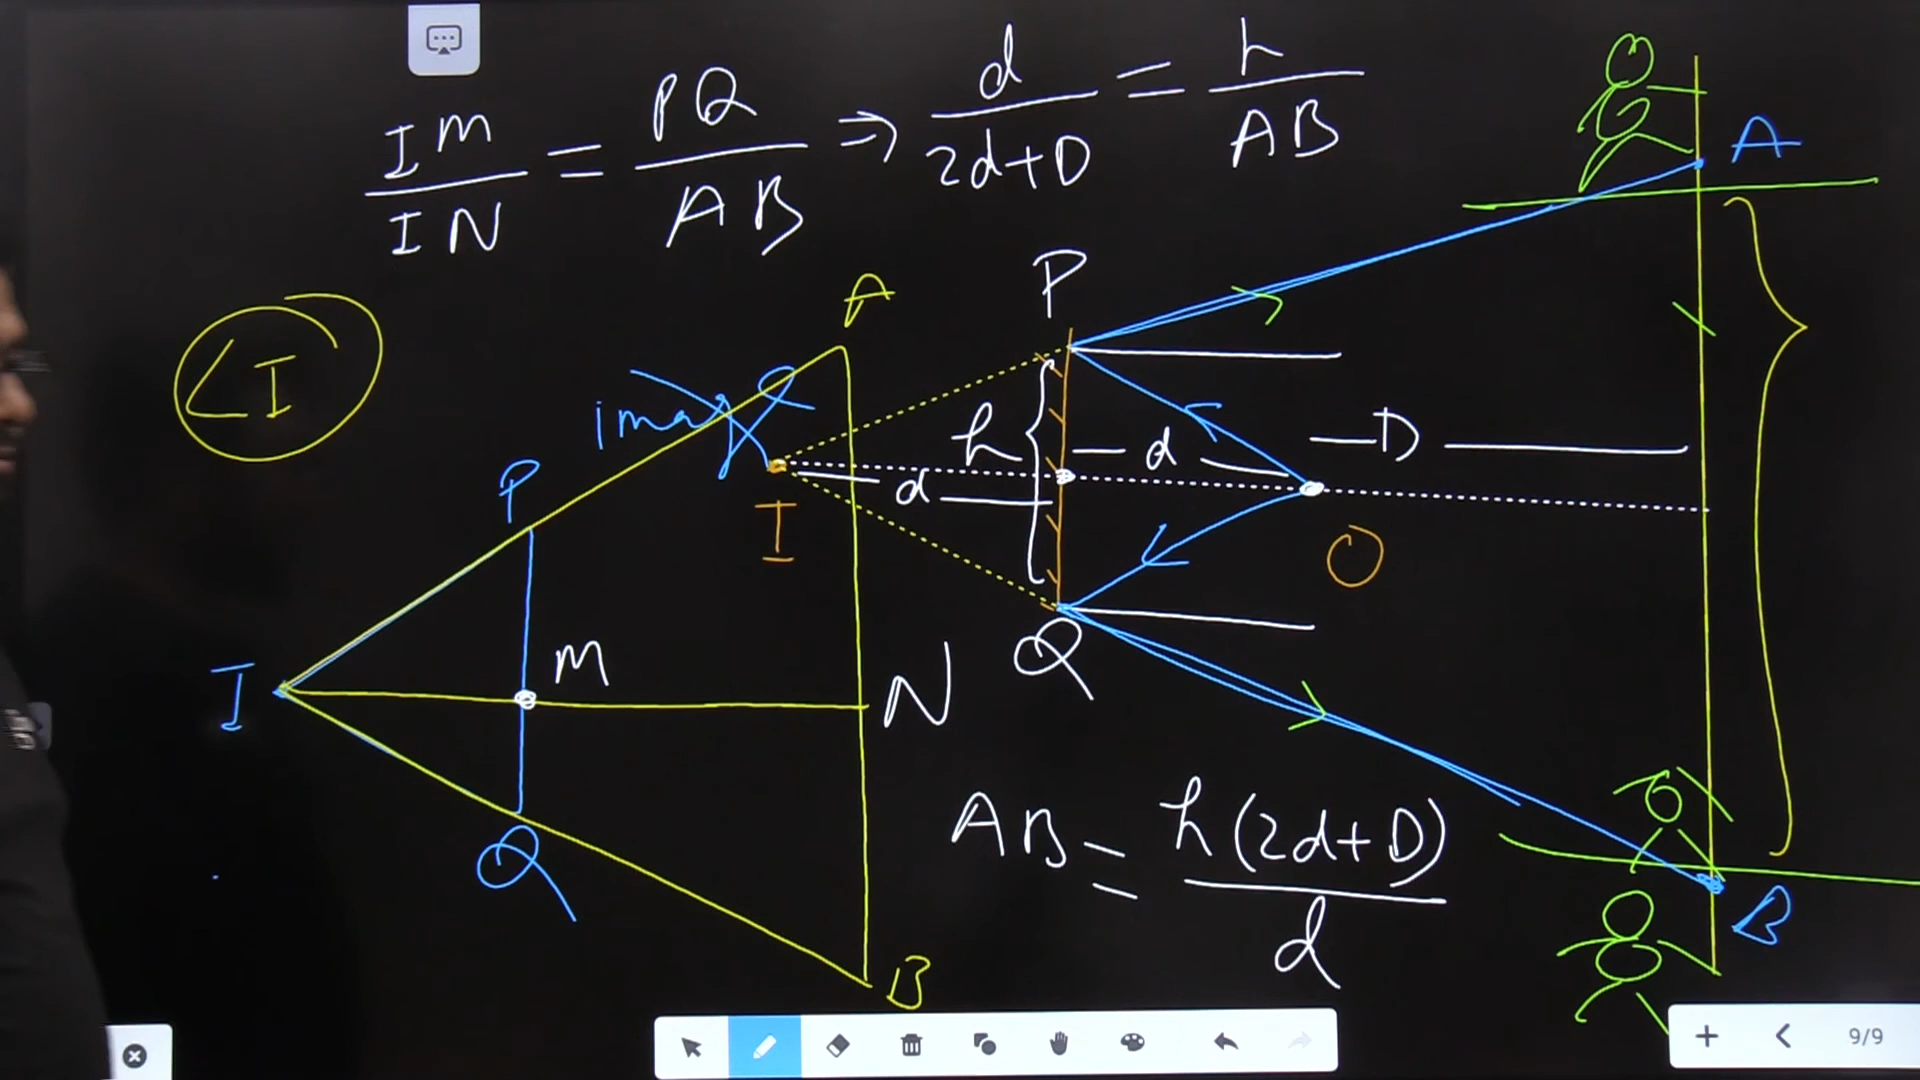 IM/IN = PQ/AB ⇒ d/(2d+D) = h/AB
∠I
A
P
A
image
P
h
d
D
d
I
O
M
I
N
Q
AB = h(2d+D)/d
Q
B
B
9/9